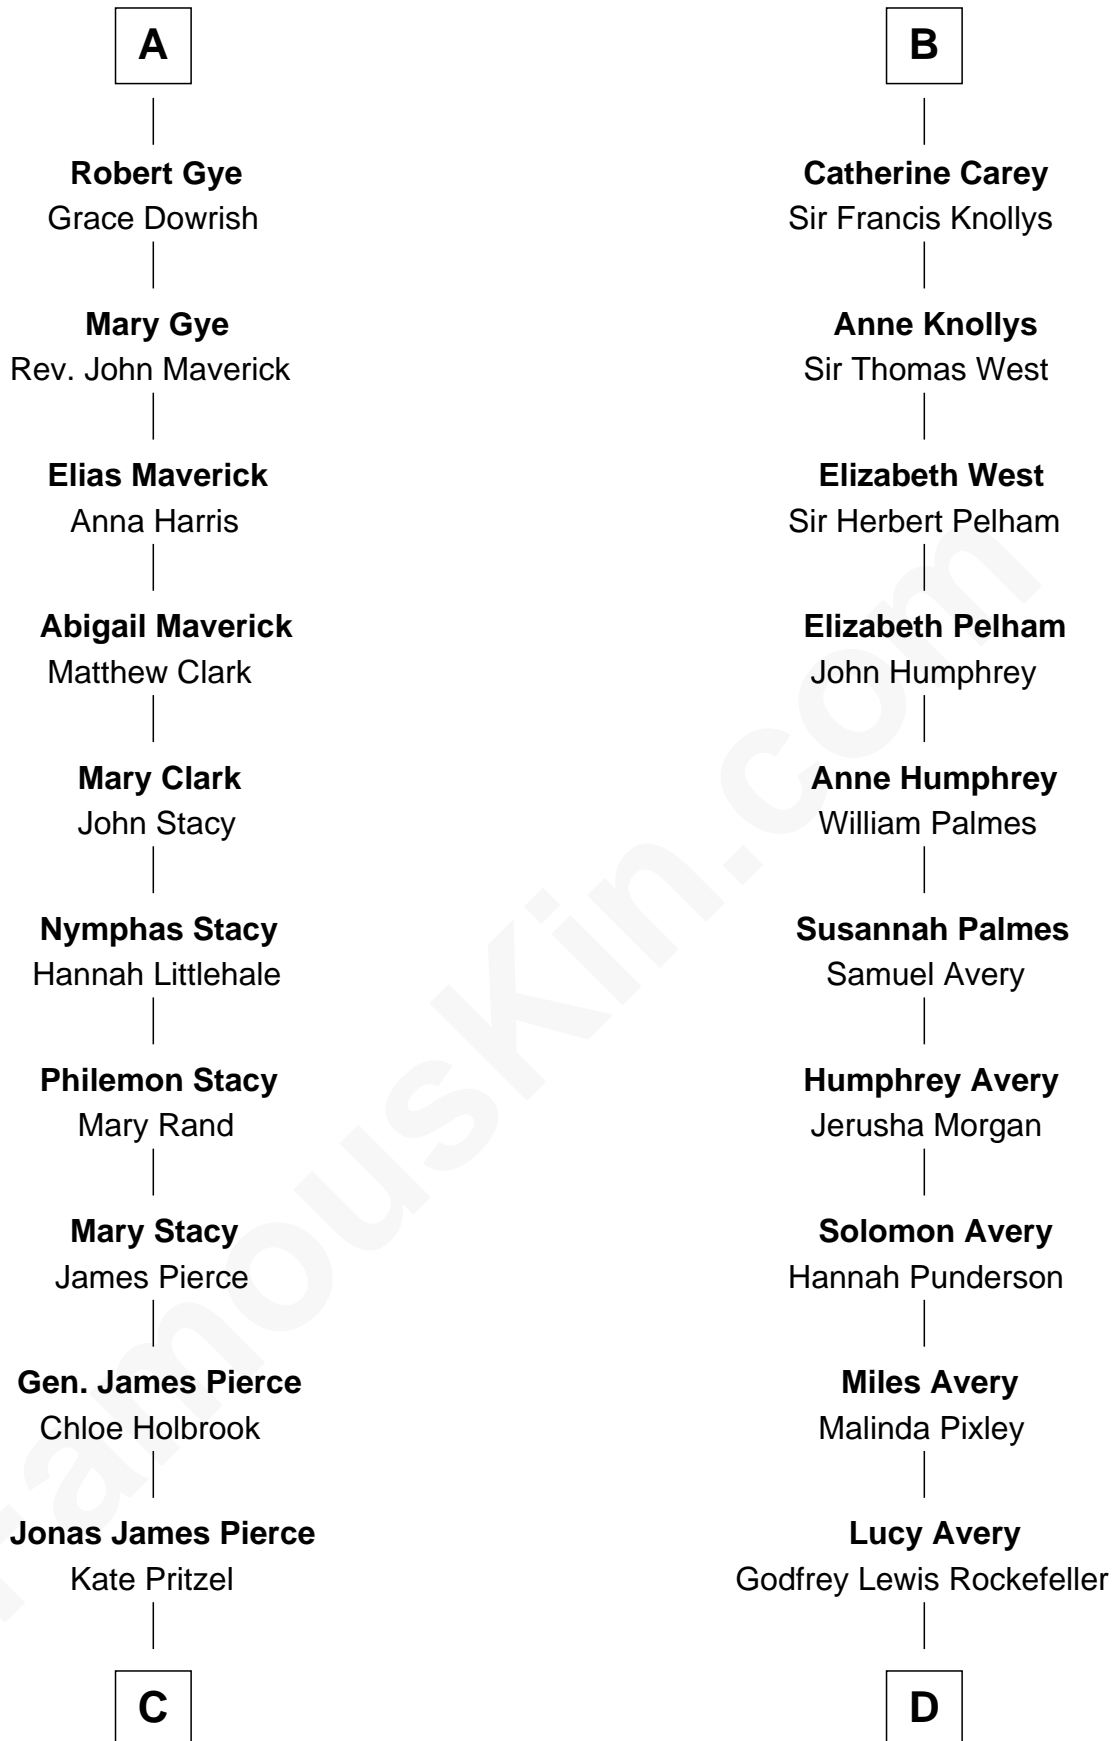 A
Robert Gye
Grace Dowrish
Mary Gye
Rev. John Maverick
Elias Maverick
Anna Harris
Abigail Maverick
Matthew Clark
Mary Clark
John Stacy
Nymphas Stacy
Hannah Littlehale
Philemon Stacy
Mary Rand
Mary Stacy
James Pierce
Gen. James Pierce
Chloe Holbrook
Jonas James Pierce
Kate Pritzel
C
B
Catherine Carey
Sir Francis Knollys
Anne Knollys
Sir Thomas West
Elizabeth West
Sir Herbert Pelham
Elizabeth Pelham
John Humphrey
Anne Humphrey
William Palmes
Susannah Palmes
Samuel Avery
Humphrey Avery
Jerusha Morgan
Solomon Avery
Hannah Punderson
Miles Avery
Malinda Pixley
Lucy Avery
Godfrey Lewis Rockefeller
D
FamousKin.com